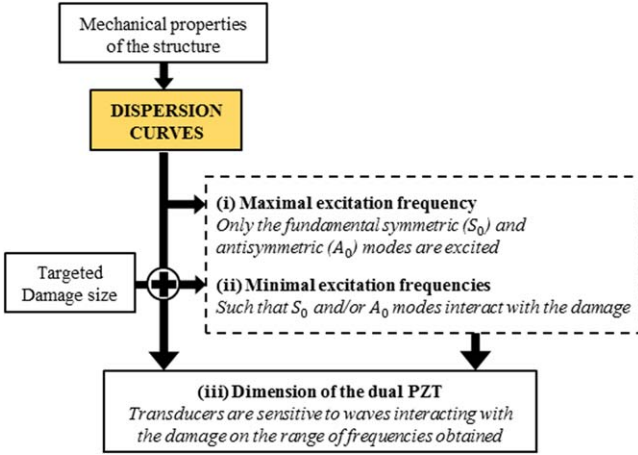 Mechanical properties
of the structure
DISPERSION
CURVES
(i) Maximal excitation frequency
Only the fundamental symmetric (S₀) and
antisymmetric (A₀) modes are excited
Targeted
Damage size
(ii) Minimal excitation frequencies
Such that S₀ and/or A₀ modes interact with the damage
(iii) Dimension of the dual PZT
Transducers are sensitive to waves interacting with
the damage on the range of frequencies obtained